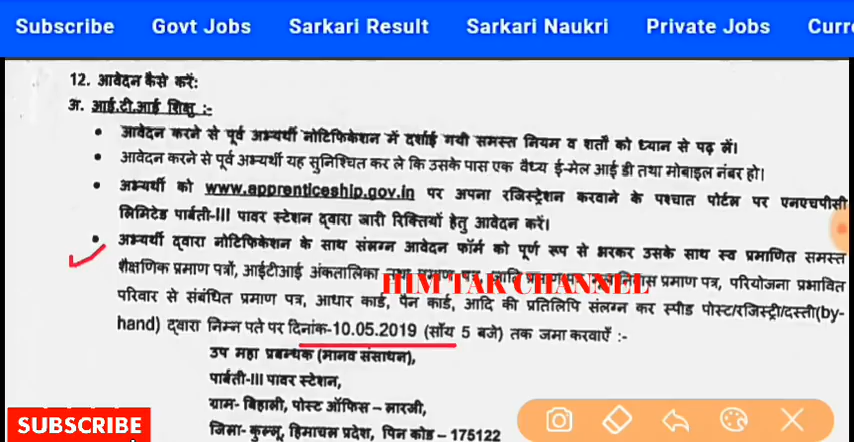 Subscribe Govt Jobs Sarkari Result Sarkari Naukri Private Jobs Curr
12. आवेदन कैसे करें:
अ. आई.टी.आई शिक्षु :-
• आवेदन करने से पूर्व अभ्यर्थी नोटिफिकेशन में दर्शाई गयी समस्त नियम व शर्तों को ध्यान से पढ़ लें।
• आवेदन करने से पूर्व अभ्यर्थी यह सुनिश्चित कर ले कि उसके पास एक वैध्य ई-मेल आई डी तथा मोबाइल नंबर हो।
• अभ्यर्थी को www.apprenticeship.gov.in पर अपना रजिस्ट्रेशन करवाने के पश्चात पोर्टल पर एनएचपीसी
लिमिटेड पार्बती-III पावर स्टेशन द्वारा जारी रिक्तियों हेतु आवेदन करें।
• अभ्यर्थी द्वारा नोटिफिकेशन के साथ संलग्न आवेदन फॉर्म को पूर्ण रूप से भरकर उसके साथ स्व प्रमाणित समस्त
शैक्षणिक प्रमाण पत्रों, आईटीआई अंकतालिका प्रमाण पत्र, परियोजना प्रभावित
HIM TAK CHANNEL
परिवार से संबंधित प्रमाण पत्र, आधार कार्ड, पैन कार्ड, आदि की प्रतिलिपि संलग्न कर स्पीड पोस्ट/रजिस्ट्री/दस्ती(by-
hand) द्वारा निम्न पते पर दिनांक-10.05.2019 (साँय 5 बजे) तक जमा करवाएँ :-
उप महा प्रबन्धक (मानव संसाधन),
पार्बती-III पावर स्टेशन,
ग्राम- बिहाली, पोस्ट ऑफिस – लारजी,
जिला- कुल्लू, हिमाचल प्रदेश, पिन कोड – 175122
SUBSCRIBE